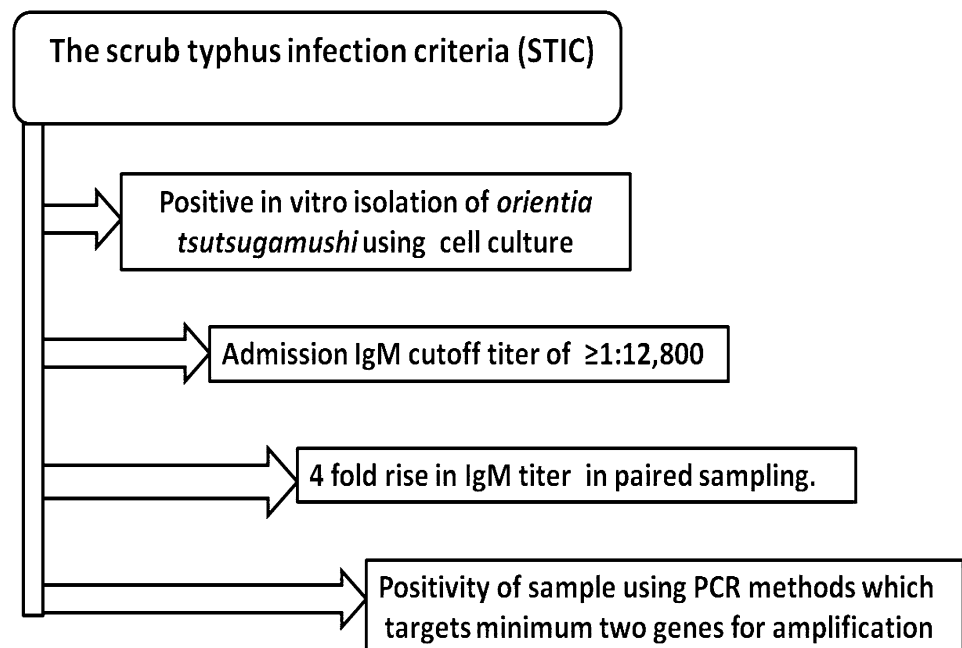 The scrub typhus infection criteria (STIC)
Positive in vitro isolation of orientia
tsutsugamushi using cell culture
Admission IgM cutoff titer of ≥1:12,800
4 fold rise in IgM titer in paired sampling.
Positivity of sample using PCR methods which
targets minimum two genes for amplification